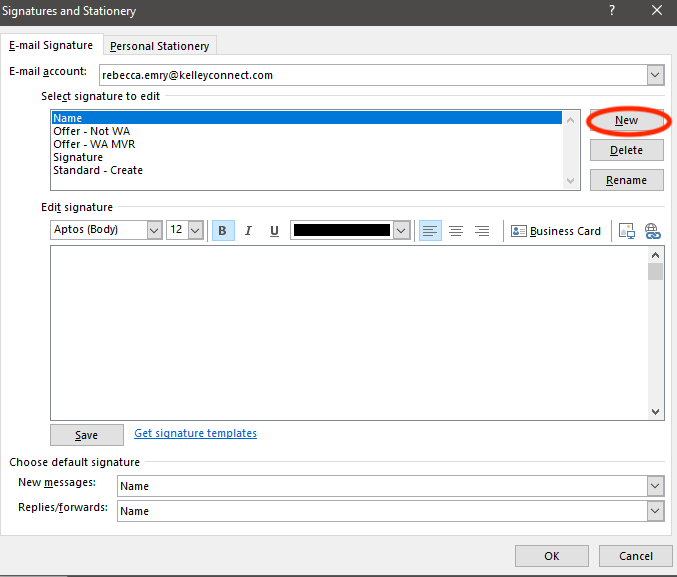 Signatures and Stationery ?
E-mail Signature Personal Stationery
E-mail account: rebecca.emry@kelleyconnect.com
Select signature to edit
Name New
Offer - Not WA
Offer - WA MVR Delete
Signature
Standard - Create Rename
Edit signature
Aptos (Body) 12 B I U Business Card
Save Get signature templates
Choose default signature
New messages: Name
Replies/forwards: Name
OK Cancel